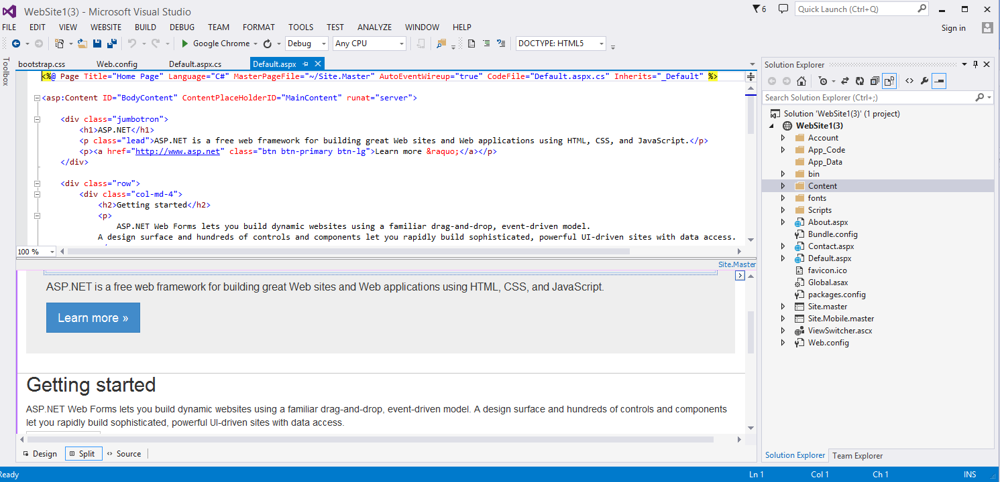 WebSite1(3) - Microsoft Visual Studio
6
Quick Launch (Ctrl+Q)
FILE EDIT VIEW WEBSITE BUILD DEBUG TEAM FORMAT TOOLS TEST ANALYZE WINDOW HELP
Sign in
Google Chrome Debug Any CPU DOCTYPE: HTML5
Toolbox
bootstrap.css Web.config Default.aspx.cs Default.aspx
<%@ Page Title="Home Page" Language="C#" MasterPageFile="~/Site.Master" AutoEventWireup="true" CodeFile="Default.aspx.cs" Inherits="_Default" %>
<asp:Content ID="BodyContent" ContentPlaceHolderID="MainContent" runat="server">
<div class="jumbotron">
<h1>ASP.NET</h1>
<p class="lead">ASP.NET is a free web framework for building great Web sites and Web applications using HTML, CSS, and JavaScript.</p>
<p><a href="http://www.asp.net" class="btn btn-primary btn-lg">Learn more &raquo;</a></p>
</div>
<div class="row">
<div class="col-md-4">
<h2>Getting started</h2>
<p>
ASP.NET Web Forms lets you build dynamic websites using a familiar drag-and-drop, event-driven model.
A design surface and hundreds of controls and components let you rapidly build sophisticated, powerful UI-driven sites with data access.
100 %
Site.Master
ASP.NET is a free web framework for building great Web sites and Web applications using HTML, CSS, and JavaScript.
Learn more »
Getting started
ASP.NET Web Forms lets you build dynamic websites using a familiar drag-and-drop, event-driven model. A design surface and hundreds of controls and components
let you rapidly build sophisticated, powerful UI-driven sites with data access.
Design Split Source
Solution Explorer
Search Solution Explorer (Ctrl+;)
Solution 'WebSite1(3)' (1 project)
WebSite1(3)
Account
App_Code
App_Data
bin
Content
fonts
Scripts
About.aspx
Bundle.config
Contact.aspx
Default.aspx
favicon.ico
Global.asax
packages.config
Site.master
Site.Mobile.master
ViewSwitcher.ascx
Web.config
Solution Explorer Team Explorer
Ready Ln 1 Col 1 Ch 1 INS